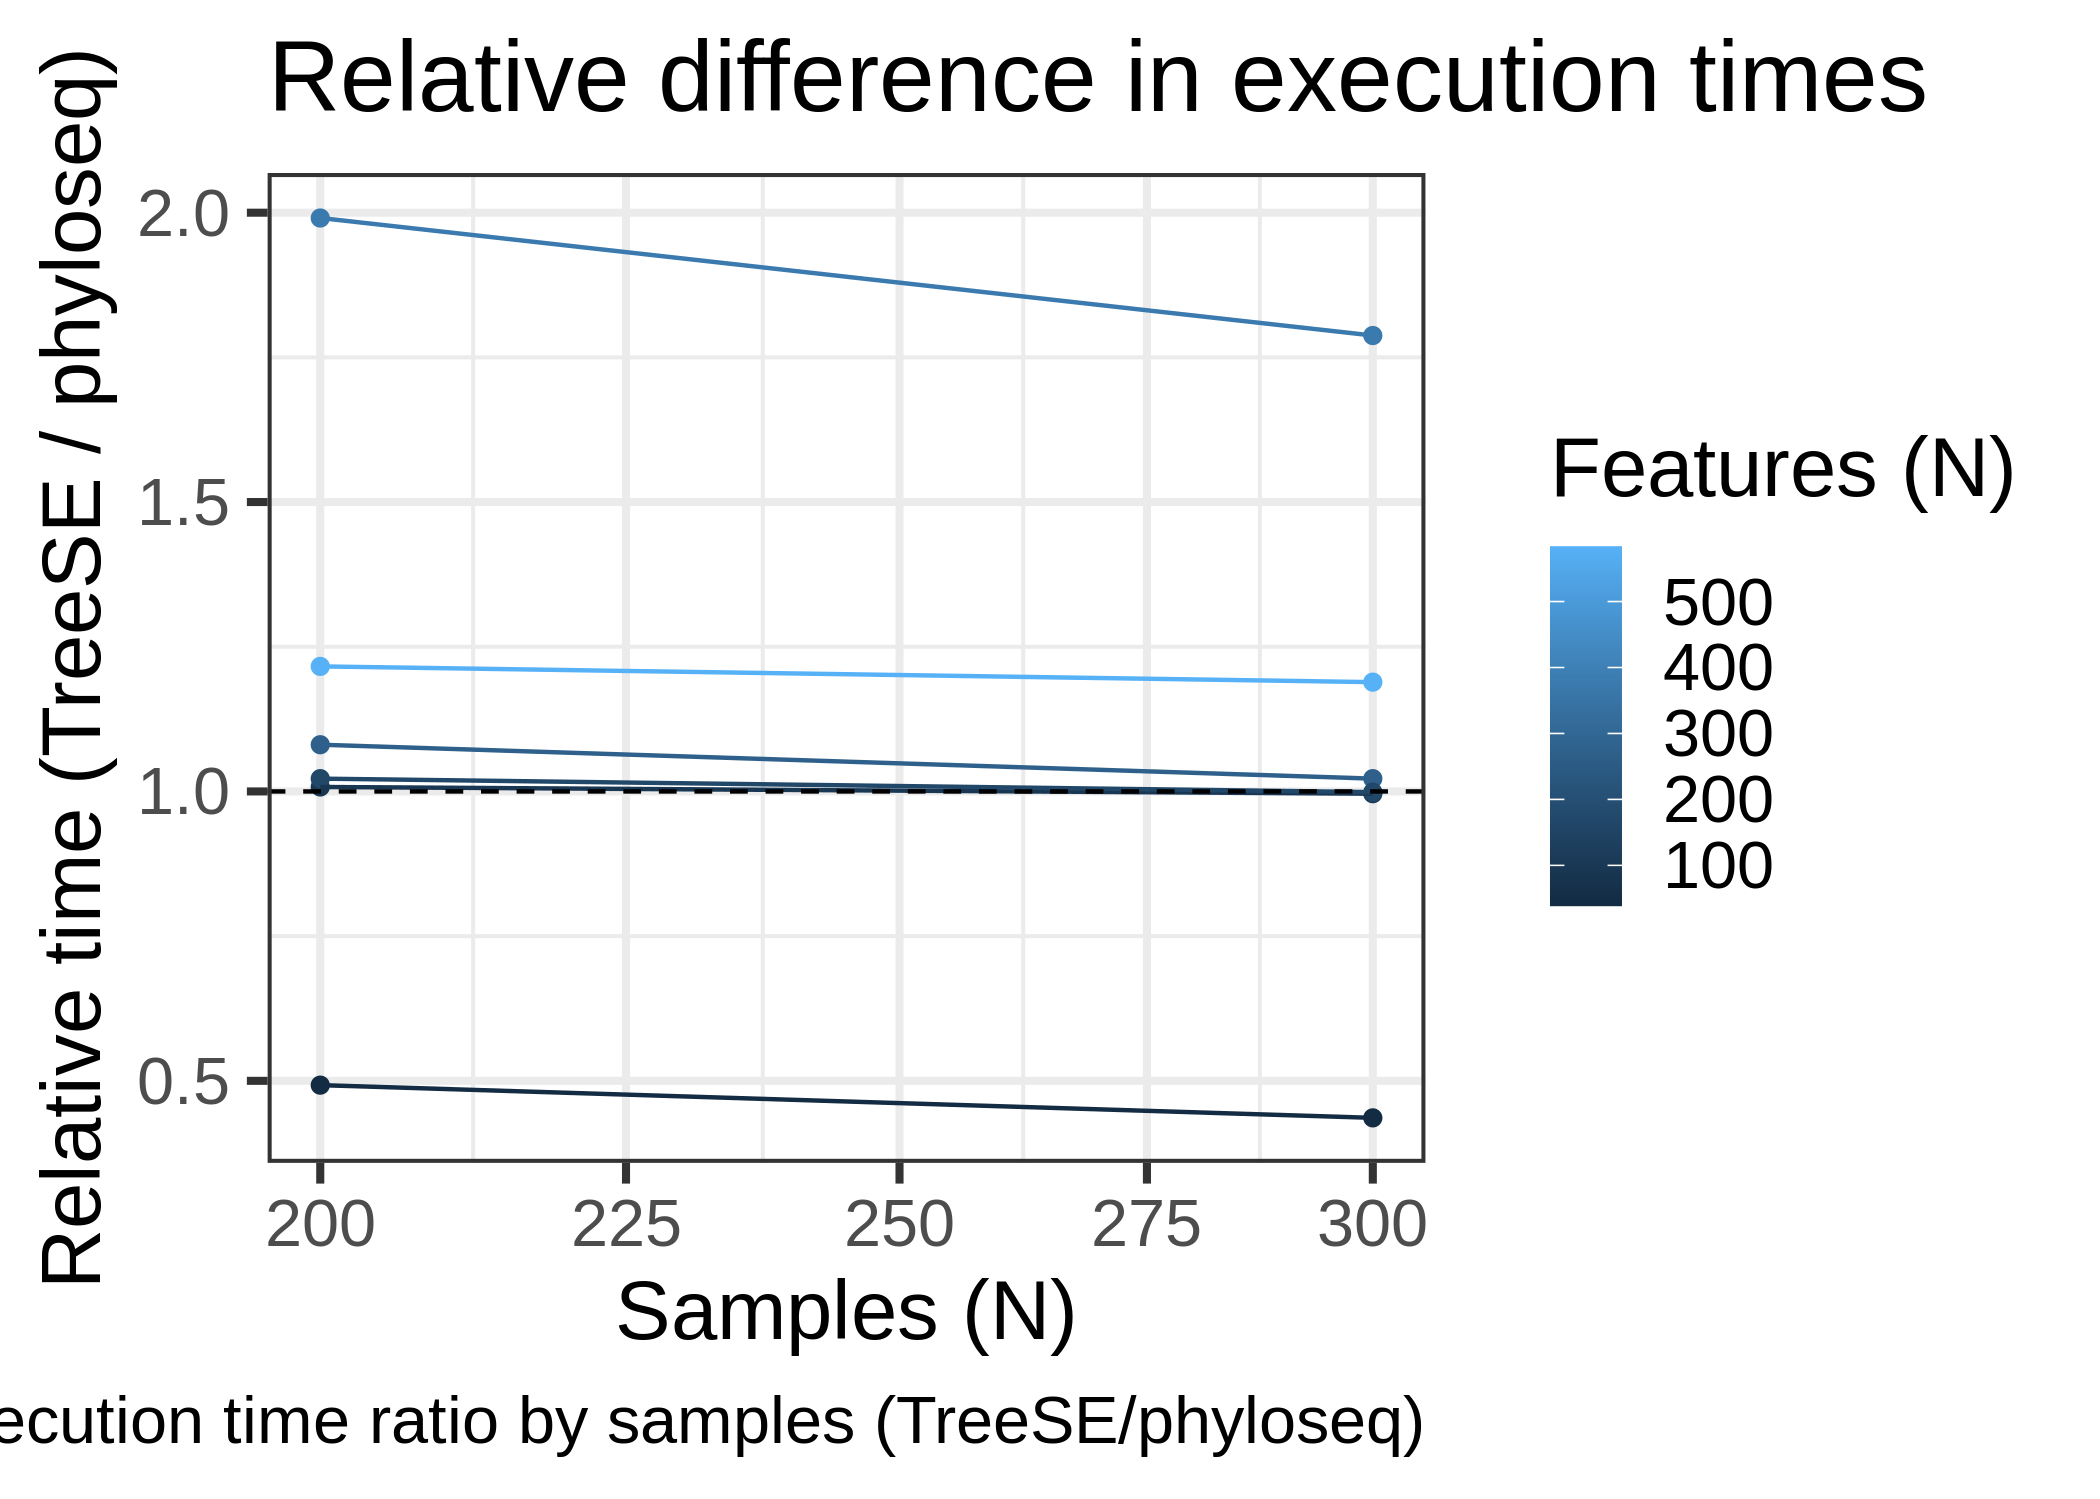 Relative difference in execution times
Relative time (TreeSE / phyloseq)
2.0
1.5
1.0
0.5
200 225 250 275 300
Samples (N)
Features (N)
500
400
300
200
100
ecution time ratio by samples (TreeSE/phyloseq)